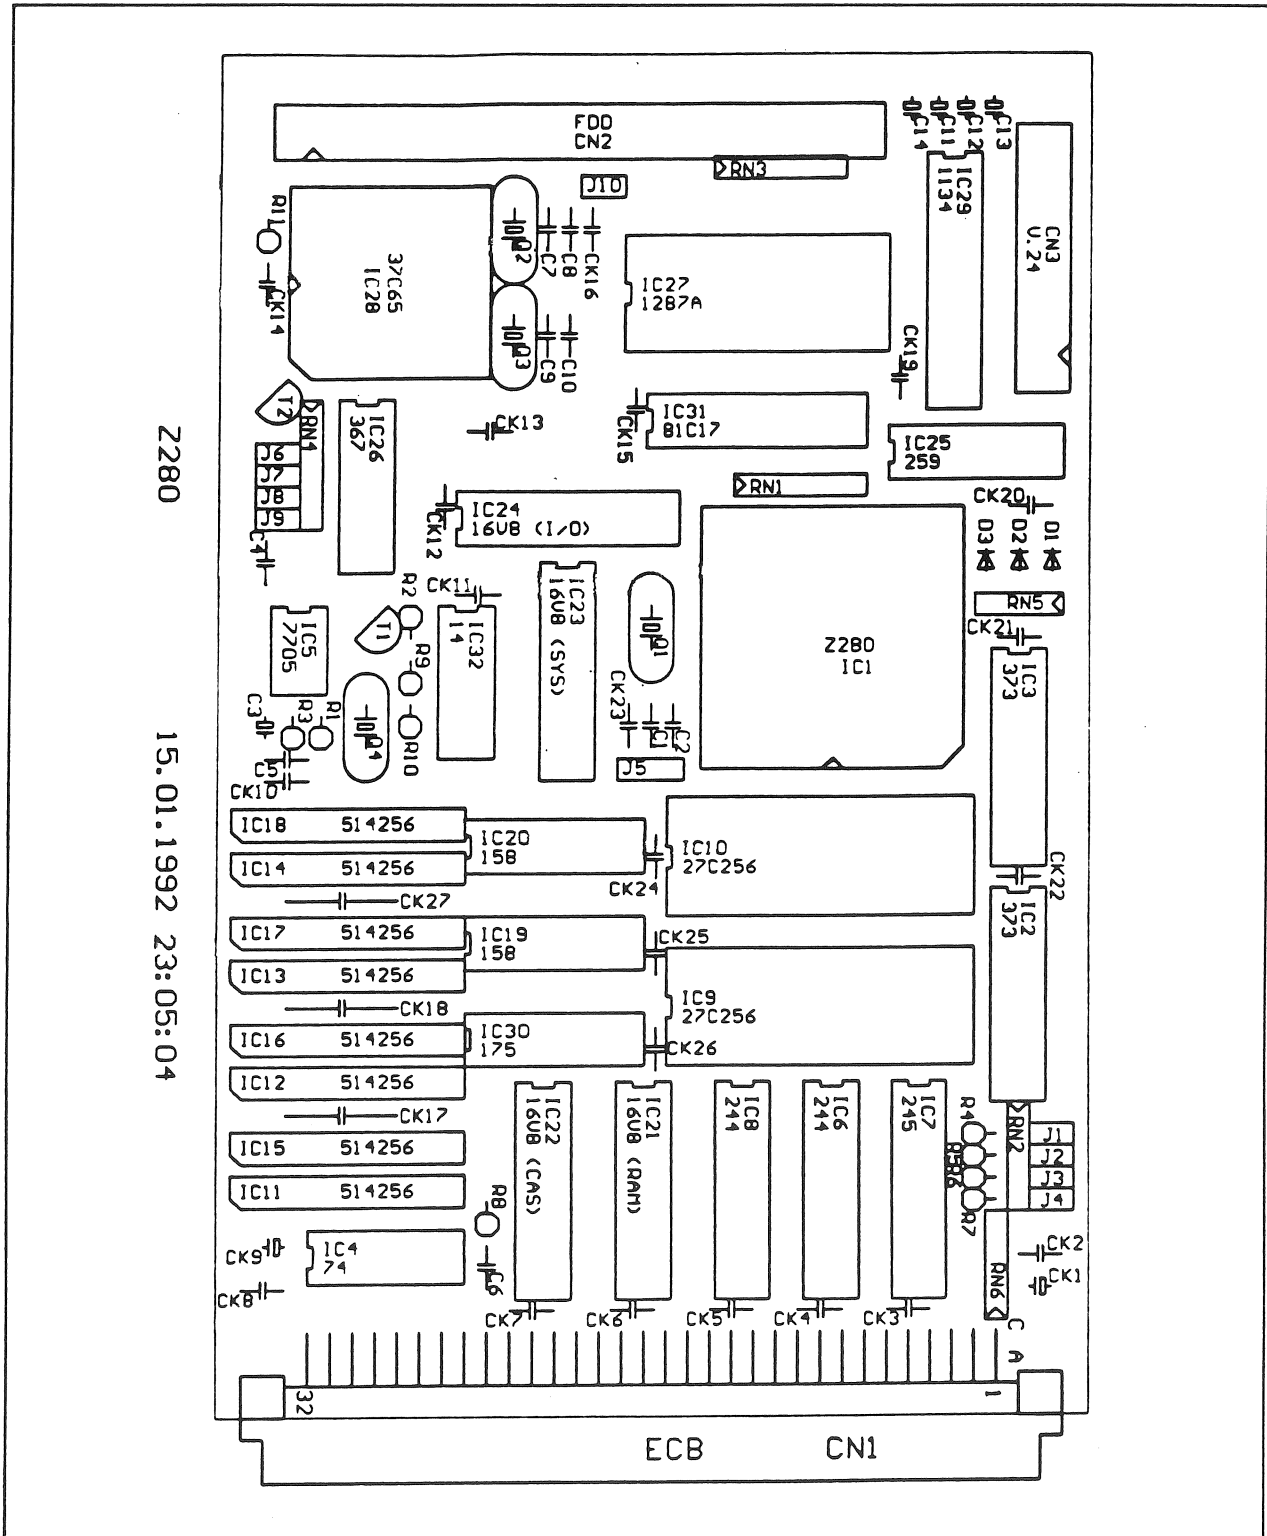 FDD
CN2
C14
C11
C12
C13
RN3
J10
IC29
1134
CN3
V.24
R11
Q2
C7
C8
CK16
37C65
IC28
IC27
1287A
CK14
Q3
C9
C10
CK19
T2
RN4
IC26
367
CK13
CK15
IC31
81C17
IC25
259
J6
J7
J8
J9
RN1
CK20
Z280
IC24
16V8 (I/O)
CK12
C4
D3
D2
D1
R2
CK11
IC23
16V8 (SYS)
RN5
IC5
7705
T1
IC32
14
Q1
Z280
IC1
CK21
IC3
373
R9
C3
R3
R1
Q4
R10
CK23
C1
C2
C5
J5
CK10
IC18 514256
IC20
158
IC14 514256
IC10
27C256
CK24
CK22
CK27
IC2
373
IC17 514256
IC19
158
CK25
IC13 514256
CK18
IC9
27C256
IC16 514256
IC30
175
CK26
IC12 514256
15.01.1992 23:05:04
CK17
IC22
16V8 (CAS)
IC21
16V8 (RAM)
IC8
244
IC6
244
IC7
245
R4
R5
R6
R7
RN2
J1
J2
J3
J4
IC15 514256
IC11 514256
R8
CK9
IC4
74
C6
CK2
CK1
RN6
CK8
CK7
CK6
CK5
CK4
CK3
C
A
32
1
ECB CN1